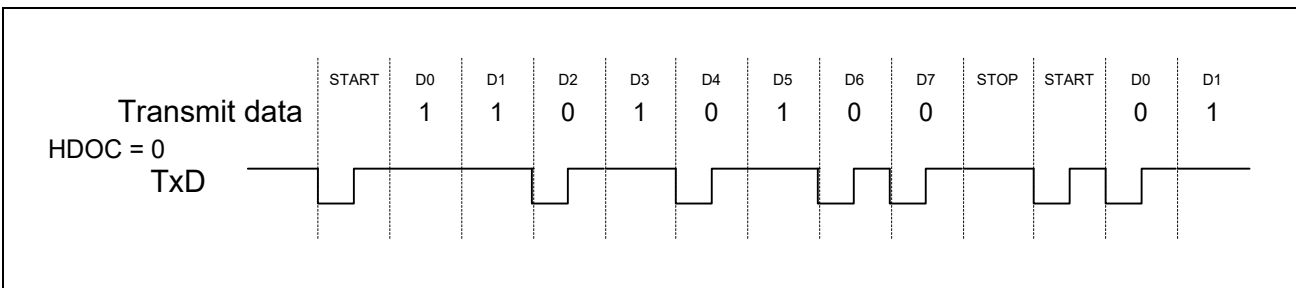 START D0 D1 D2 D3 D4 D5 D6 D7 STOP START D0 D1
Transmit data 1 1 0 1 0 1 0 0 0 1
HDOC = 0
TxD